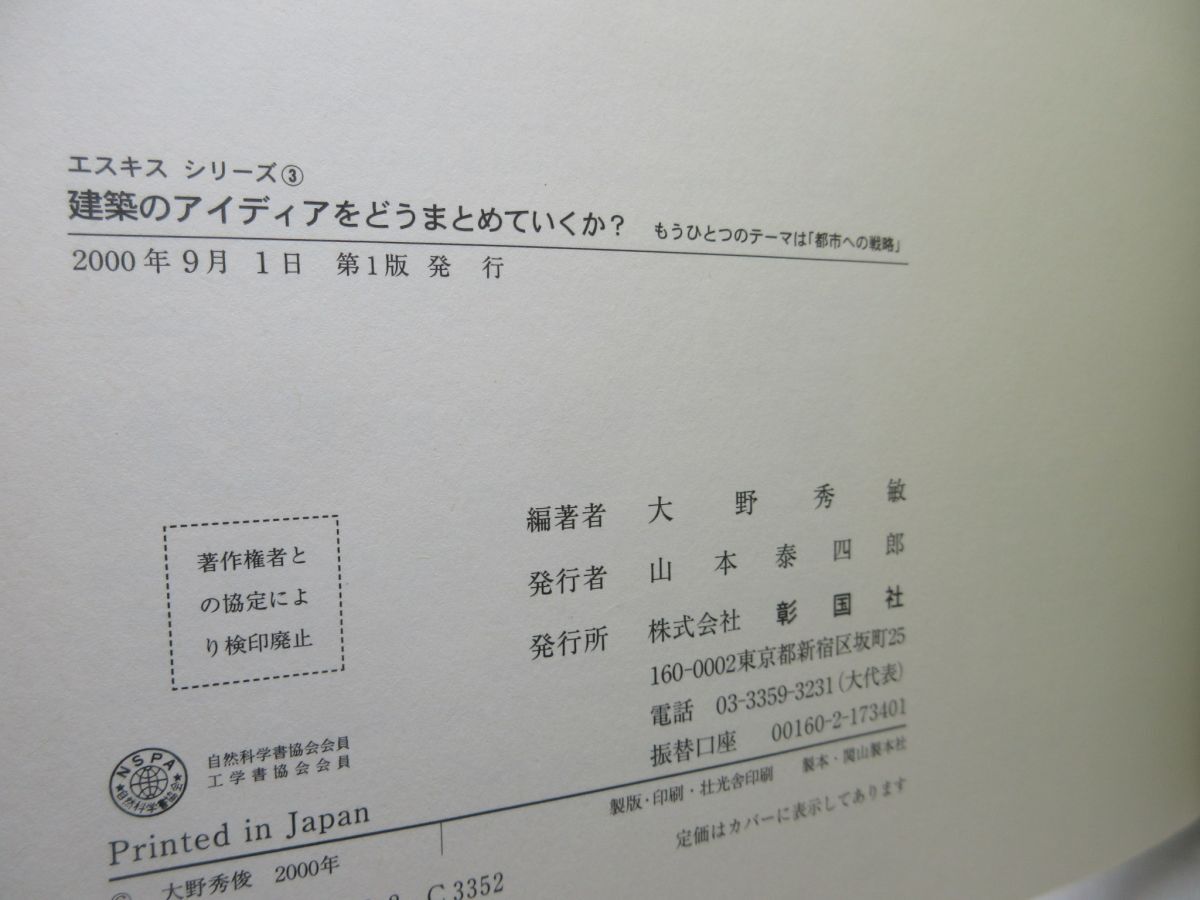 エスキス シリーズ③
建築のアイディアをどうまとめていくか？ もうひとつのテーマは「都市への戦略」
2000年9月1日 第1版 発行
編著者 大野秀敏
発行者 山本泰四郎
発行所 株式会社 彰国社
160-0002東京都新宿区坂町25
電話 03-3359-3231(大代表)
振替口座 00160-2-173401
著作権者と
の協定によ
り検印廃止
NSPA
自然科学書協会
自然科学書協会会員
工学書協会会員
Printed in Japan
製版・印刷・壮光舎印刷 製本・関山製本社
定価はカバーに表示してあります
© 大野秀俊 2000年
C3352